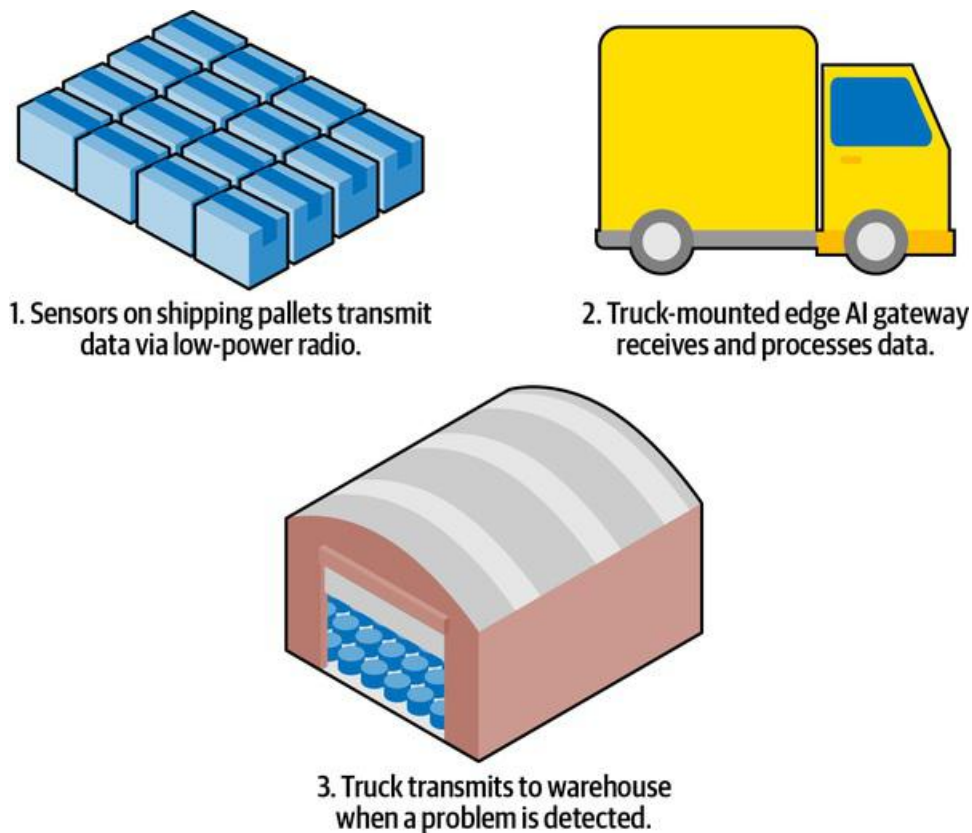 1. Sensors on shipping pallets transmit
data via low-power radio.
2. Truck-mounted edge AI gateway
receives and processes data.
3. Truck transmits to warehouse
when a problem is detected.